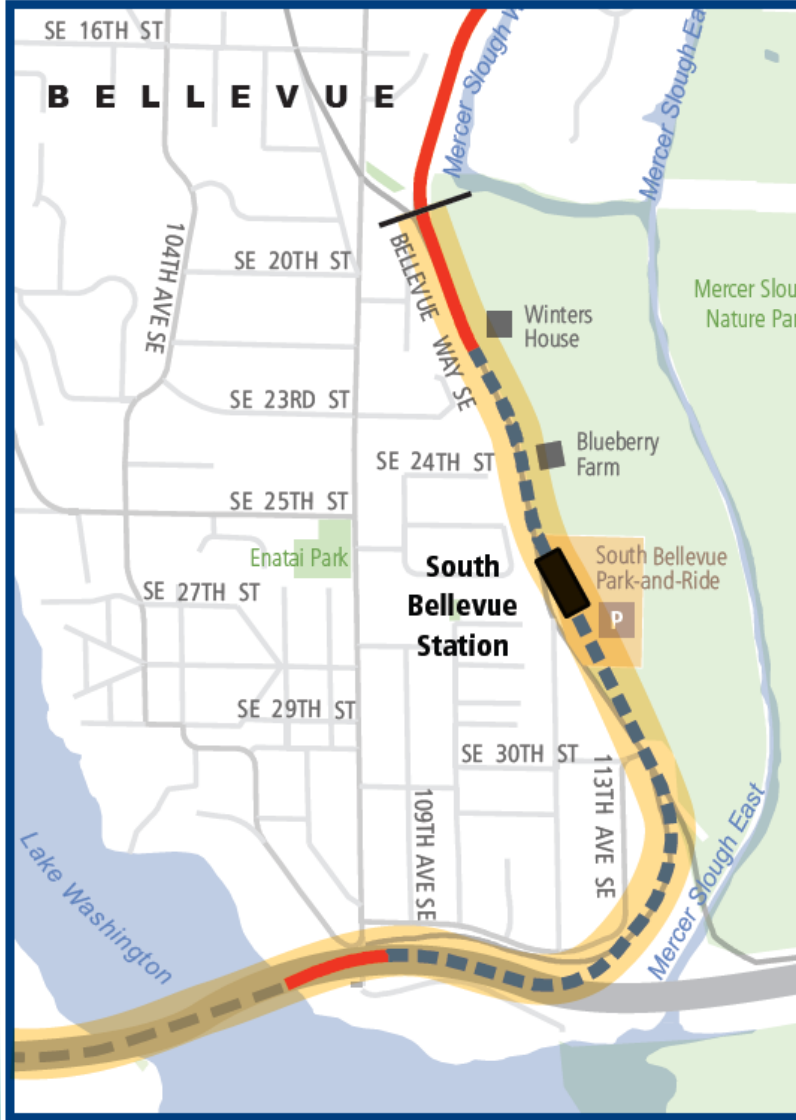 SE 16TH ST
BELLEVUE
Mercer Slough W
Mercer Slough Ea
104TH AVE SE
SE 20TH ST
BELLEVUE WAY SE
Winters
House
Mercer Slou
Nature Par
SE 23RD ST
Blueberry
Farm
SE 24TH ST
SE 25TH ST
Enatai Park
South
Bellevue
Station
South Bellevue
Park-and-Ride
P
SE 27TH ST
SE 29TH ST
SE 30TH ST
113TH AVE SE
109TH AVE SE
Lake Washington
Mercer Slough East